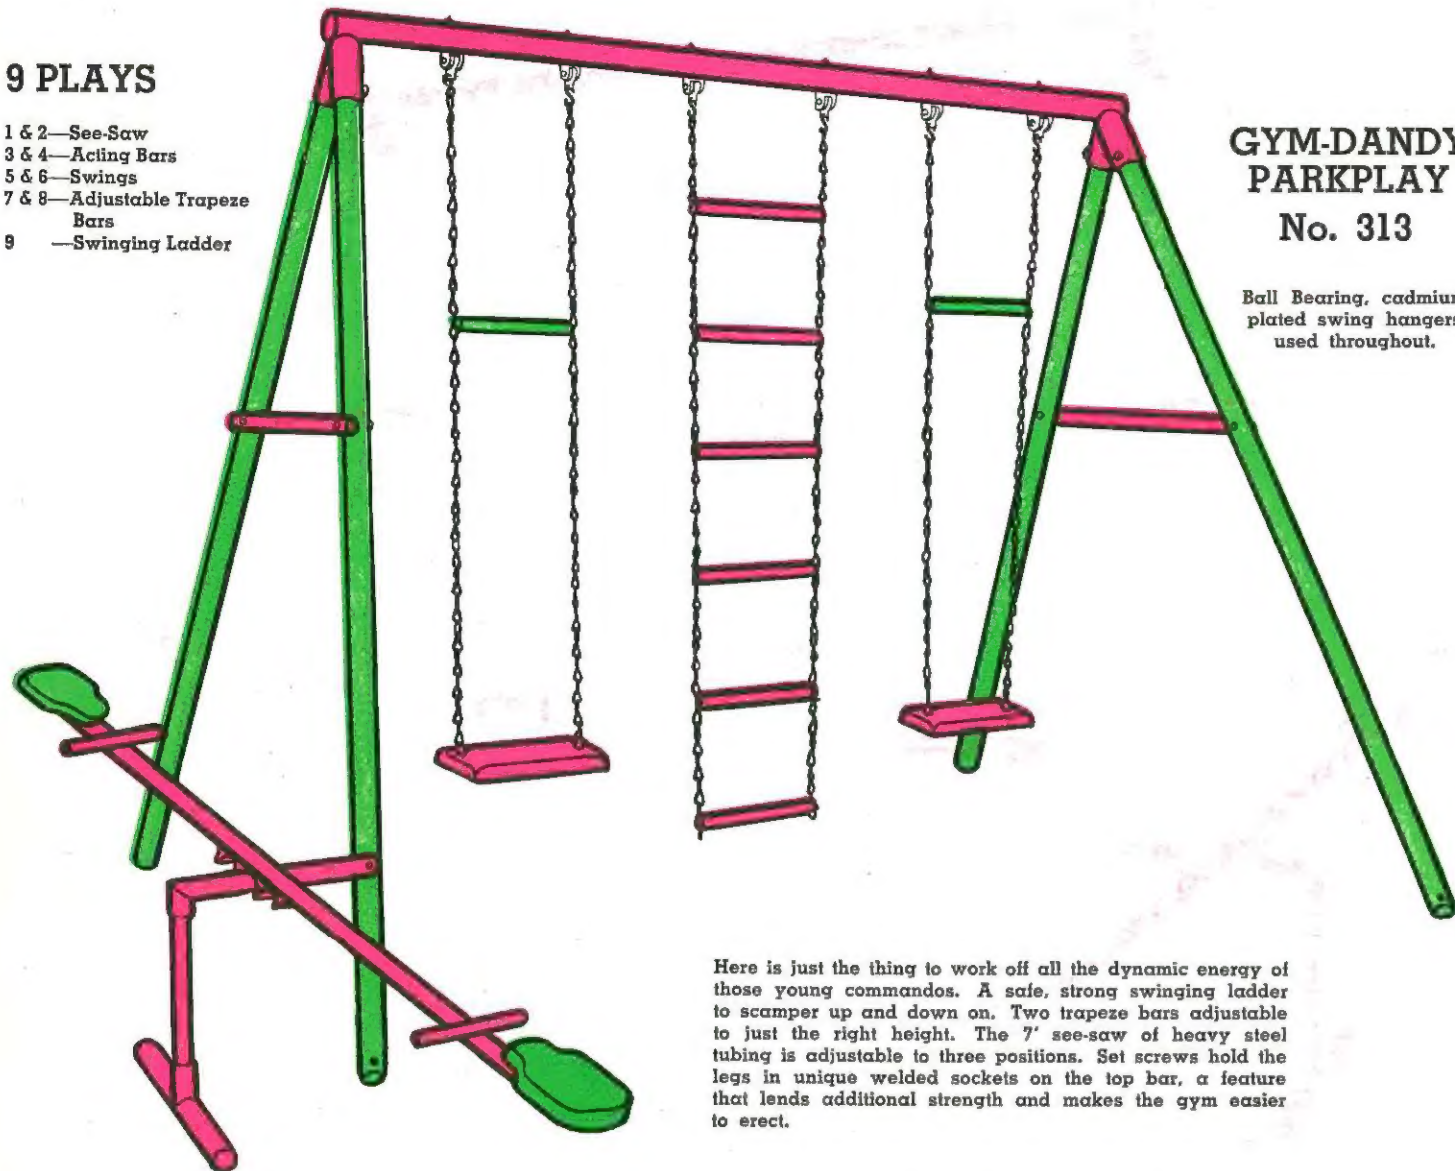 9 PLAYS
1 & 2—See-Saw
3 & 4—Acting Bars
5 & 6—Swings
7 & 8—Adjustable Trapeze
Bars
9 —Swinging Ladder
GYM-DANDY
PARKPLAY
No. 313
Ball Bearing, cadmium
plated swing hangers
used throughout.
Here is just the thing to work off all the dynamic energy of
those young commandos. A safe, strong swinging ladder
to scamper up and down on. Two trapeze bars adjustable
to just the right height. The 7' see-saw of heavy steel
tubing is adjustable to three positions. Set screws hold the
legs in unique welded sockets on the top bar, a feature
that lends additional strength and makes the gym easier
to erect.